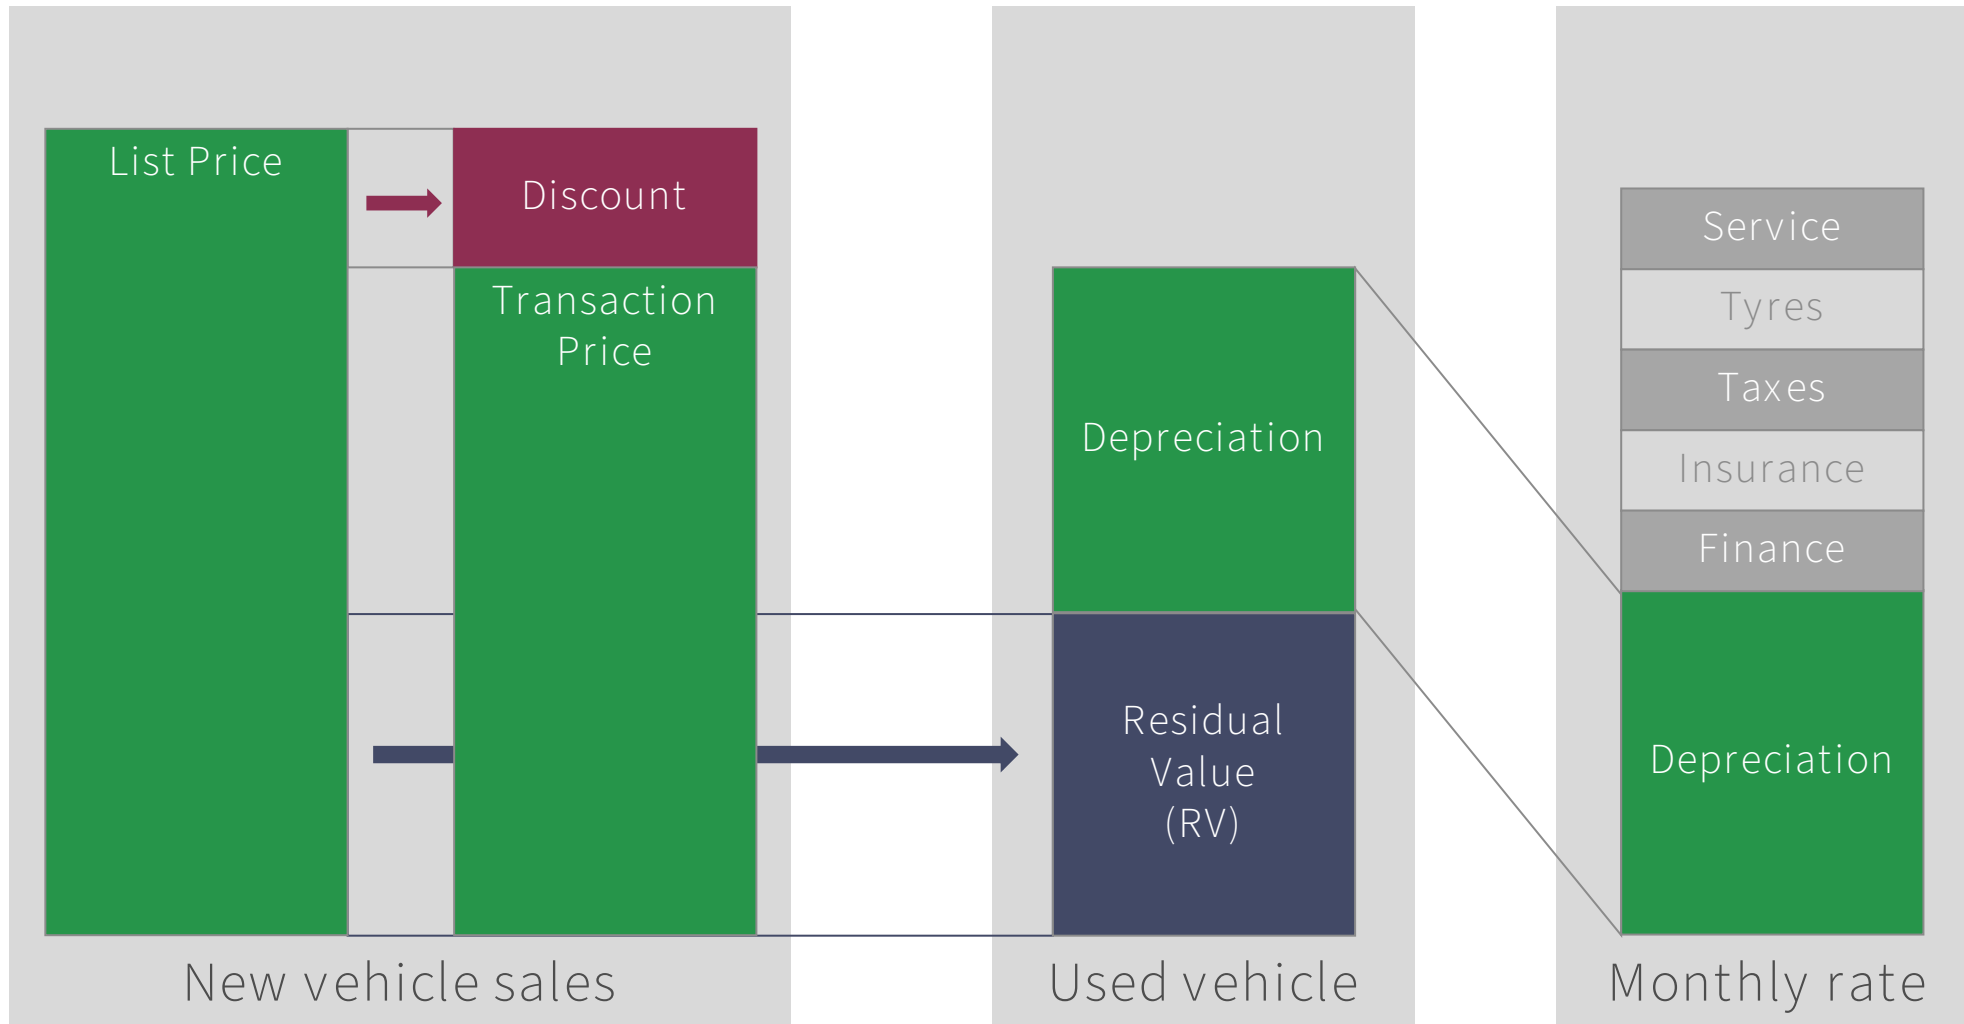 List Price
Discount
Transaction
Price
New vehicle sales
Depreciation
Residual
Value
(RV)
Used vehicle
Service
Tyres
Taxes
Insurance
Finance
Depreciation
Monthly rate